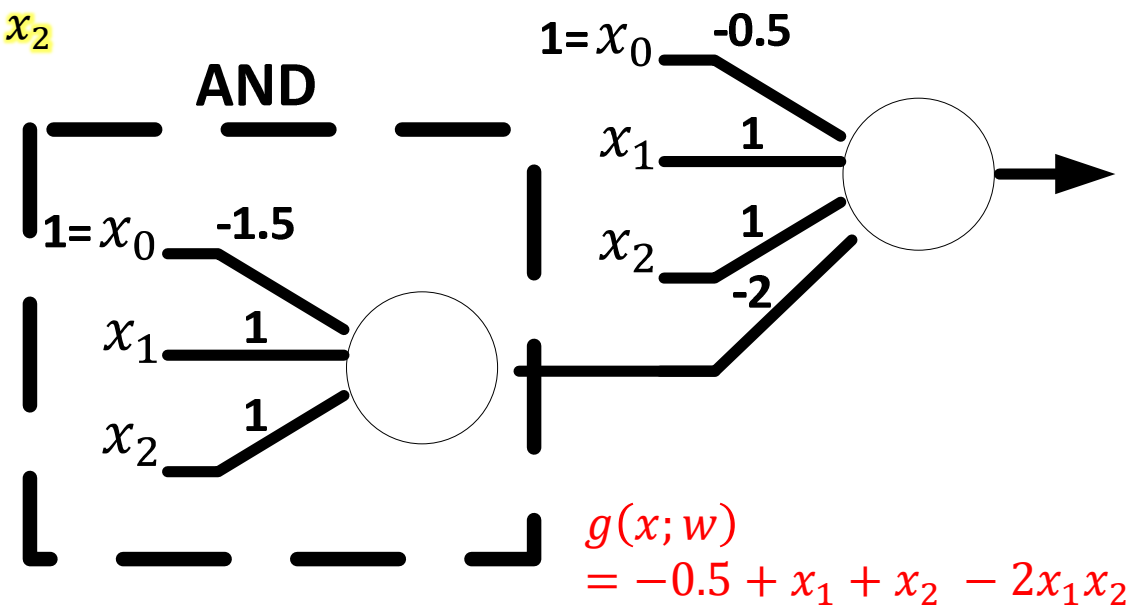 x₂
AND
1= x₀ -1.5
x₁ 1
x₂ 1
1= x₀ -0.5
x₁ 1
x₂ 1
-2
g(x; w)
= −0.5 + x₁ + x₂ − 2x₁x₂